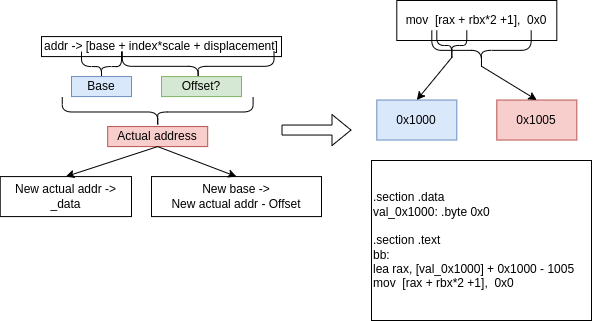 addr -> [base + index*scale + displacement]
Base
Offset?
Actual address
New actual addr ->
_data
New base ->
New actual addr - Offset
mov  [rax + rbx*2 +1],  0x0
0x1000
0x1005
.section .data
val_0x1000: .byte 0x0
.section .text
bb:
lea rax, [val_0x1000] + 0x1000 - 1005
mov  [rax + rbx*2 +1],  0x0